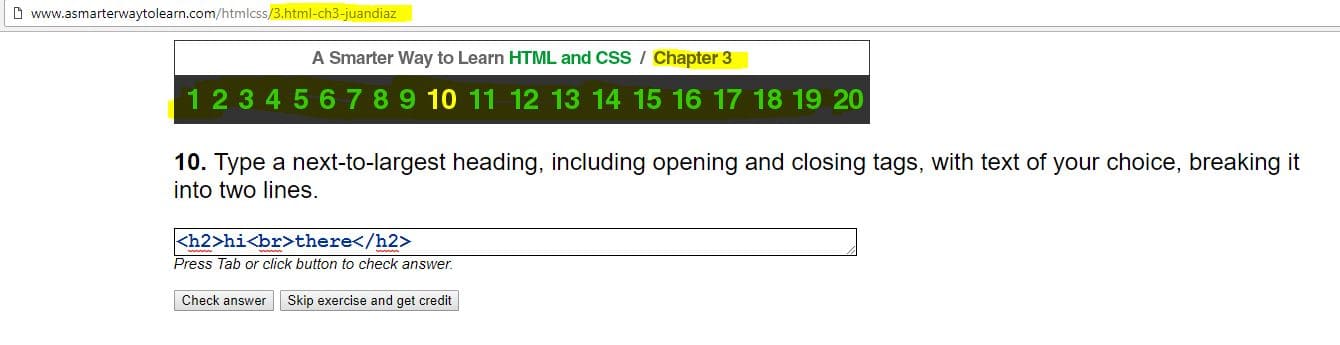 www.asmarterwaytolearn.com/htmlcss/3.html-ch3-juandiaz
A Smarter Way to Learn HTML and CSS / Chapter 3
1 2 3 4 5 6 7 8 9 10 11 12 13 14 15 16 17 18 19 20
10. Type a next-to-largest heading, including opening and closing tags, with text of your choice, breaking it
into two lines.
<h2>hi<br>there</h2>
Press Tab or click button to check answer.
Check answer Skip exercise and get credit